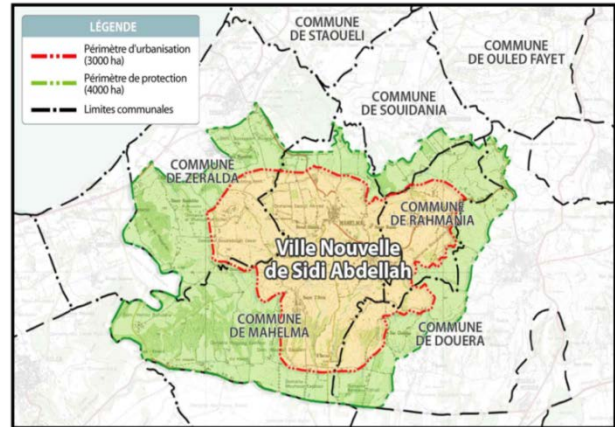 LÉGENDE
Périmètre d'urbanisation
(3000 ha)
Périmètre de protection
(4000 ha)
Limites communales
COMMUNE
DE STAOUELI
COMMUNE
DE OULED FAYET
COMMUNE
DE SOUIDANIA
COMMUNE
DE ZERALDA
COMMUNE
DE RAHMANIA
Ville Nouvelle
de Sidi Abdellah
COMMUNE
DE MAHELMA
COMMUNE
DE DOUERA